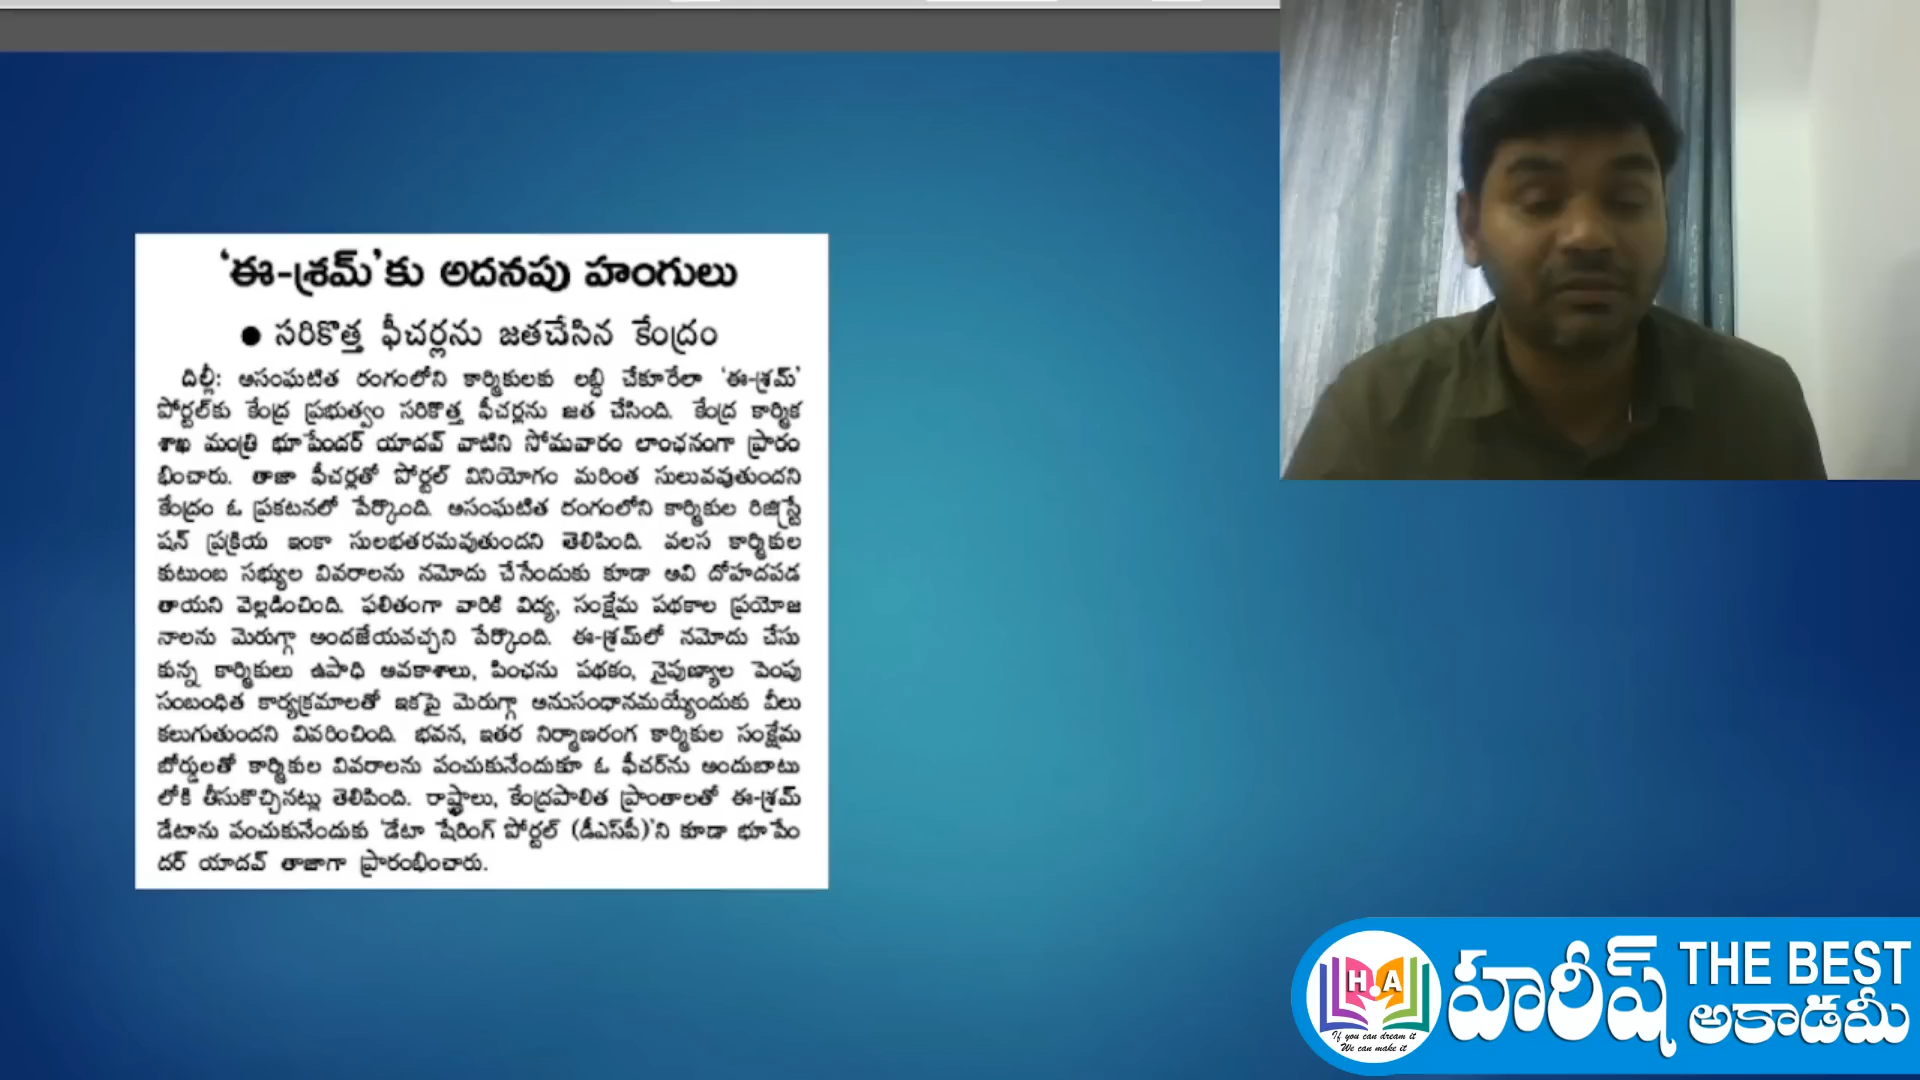 ‘ఈ-శ్రమ్’కు అదనపు హంగులు
● సరికొత్త ఫీచర్లను జతచేసిన కేంద్రం
దిల్లీ: అసంఘటిత రంగంలోని కార్మికులకు లబ్ధి చేకూరేలా ‘ఈ-శ్రమ్’
పోర్టల్‌కు కేంద్ర ప్రభుత్వం సరికొత్త ఫీచర్లను జత చేసింది. కేంద్ర కార్మిక
శాఖ మంత్రి భూపేందర్ యాదవ్ వాటిని సోమవారం లాంఛనంగా ప్రారం
భించారు. తాజా ఫీచర్లతో పోర్టల్ వినియోగం మరింత సులువవుతుందని
కేంద్రం ఓ ప్రకటనలో పేర్కొంది. అసంఘటిత రంగంలోని కార్మికుల రిజిస్ట్రే
షన్ ప్రక్రియ ఇంకా సులభతరమవుతుందని తెలిపింది. వలస కార్మికుల
కుటుంబ సభ్యుల వివరాలను నమోదు చేసేందుకు కూడా అవి దోహదపడ
తాయని వెల్లడించింది. ఫలితంగా వారికి విద్య, సంక్షేమ పథకాల ప్రయోజ
నాలను మెరుగ్గా అందజేయవచ్చని పేర్కొంది. ఈ-శ్రమ్‌లో నమోదు చేసు
కున్న కార్మికులు ఉపాధి అవకాశాలు, పింఛను పథకం, నైపుణ్యాల పెంపు
సంబంధిత కార్యక్రమాలతో ఇకపై మెరుగ్గా అనుసంధానమయ్యేందుకు వీలు
కలుగుతుందని వివరించింది. భవన, ఇతర నిర్మాణరంగ కార్మికుల సంక్షేమ
బోర్డులతో కార్మికుల వివరాలను పంచుకునేందుకూ ఓ ఫీచర్‌ను అందుబాటు
లోకి తీసుకొచ్చినట్లు తెలిపింది. రాష్ట్రాలు, కేంద్రపాలిత ప్రాంతాలతో ఈ-శ్రమ్
డేటాను పంచుకునేందుకు ‘డేటా షేరింగ్ పోర్టల్ (డీఎస్‌పీ)’ని కూడా భూపేం
దర్ యాదవ్ తాజాగా ప్రారంభించారు.
H.A
If you can dream it
We can make it
హరీష్
THE BEST
అకాడమీ